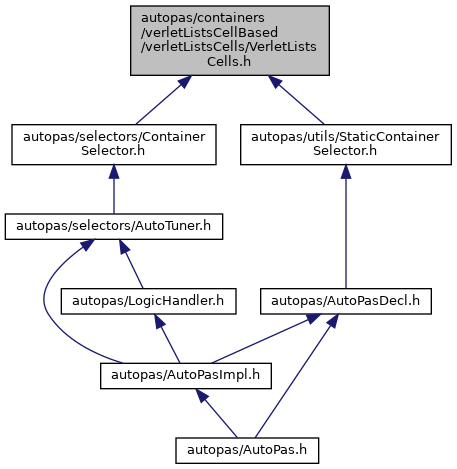 autopas/containers
/verletListsCellBased
/verletListsCells/VerletLists
Cells.h
autopas/selectors/Container
Selector.h
autopas/utils/StaticContainer
Selector.h
autopas/selectors/AutoTuner.h
autopas/LogicHandler.h
autopas/AutoPasDecl.h
autopas/AutoPasImpl.h
autopas/AutoPas.h